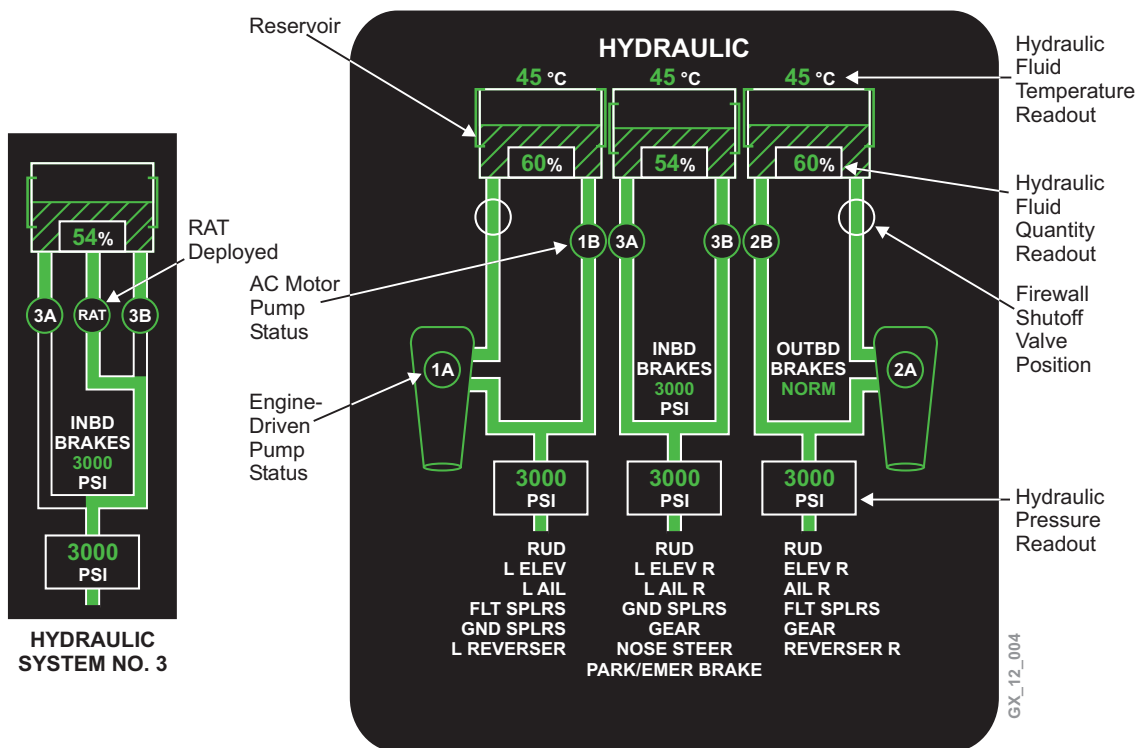 Reservoir
HYDRAULIC
45 °C
45 °C
45 °C
Hydraulic
Fluid
Temperature
Readout
60%
54%
60%
Hydraulic
Fluid
Quantity
Readout
1B
3A
3B
2B
AC Motor
Pump
Status
Firewall
Shutoff
Valve
Position
1A
INBD
BRAKES
3000
PSI
OUTBD
BRAKES
NORM
2A
Engine-
Driven
Pump
Status
3000
PSI
3000
PSI
3000
PSI
Hydraulic
Pressure
Readout
RUD
L ELEV
L AIL
FLT SPLRS
GND SPLRS
L REVERSER
RUD
L ELEV R
L AIL R
GND SPLRS
GEAR
NOSE STEER
PARK/EMER BRAKE
RUD
ELEV R
AIL R
FLT SPLRS
GEAR
REVERSER R
54%
RAT
Deployed
3A
RAT
3B
INBD
BRAKES
3000
PSI
3000
PSI
HYDRAULIC
SYSTEM NO. 3
GX_12_004